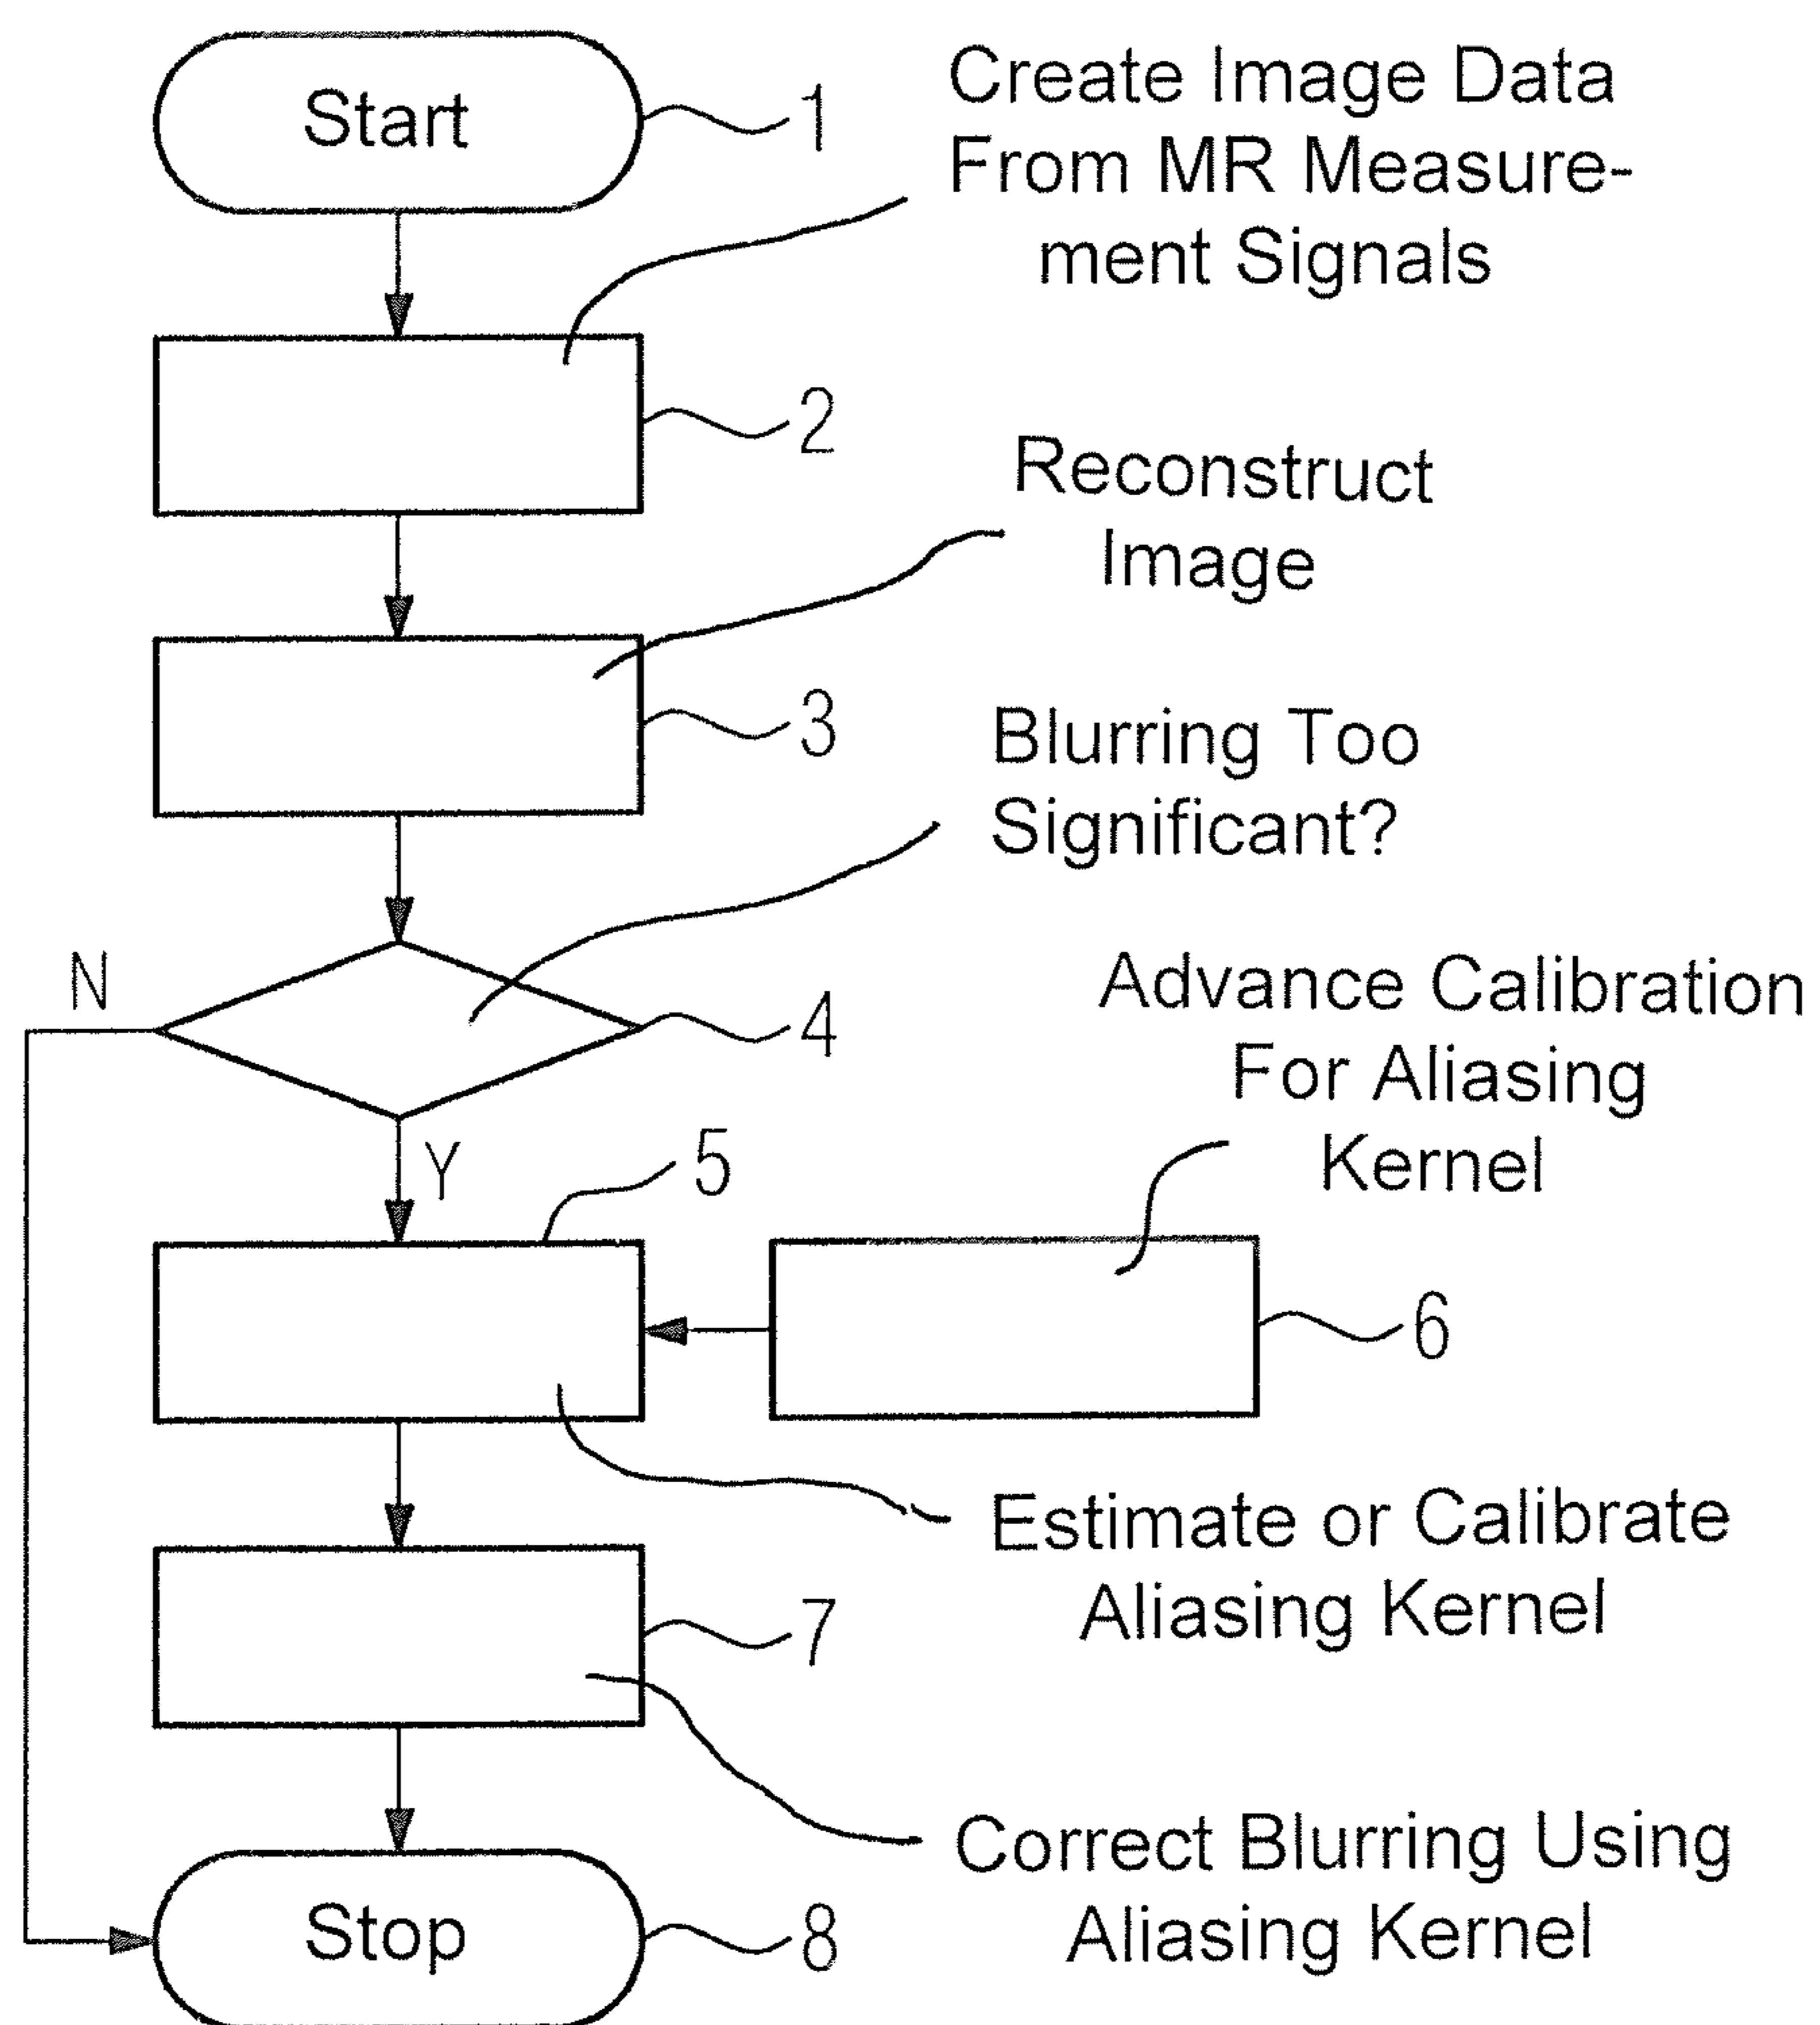 Start
1
Create Image Data
From MR Measure-
ment Signals
2
Reconstruct
Image
3
Blurring Too
Significant?
N
4
Y
Advance Calibration
For Aliasing
Kernel
5
6
Estimate or Calibrate
Aliasing Kernel
7
Correct Blurring Using
Aliasing Kernel
Stop
8